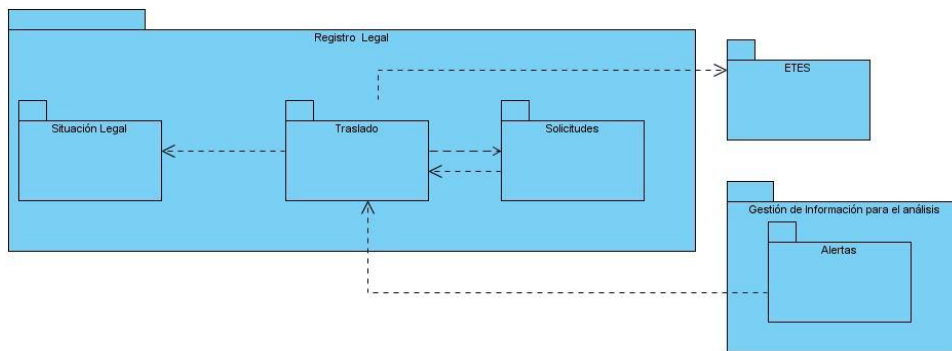 Registro Legal
ETES
Situación Legal
Traslado
Solicitudes
Gestión de Información para el análisis
Alertas